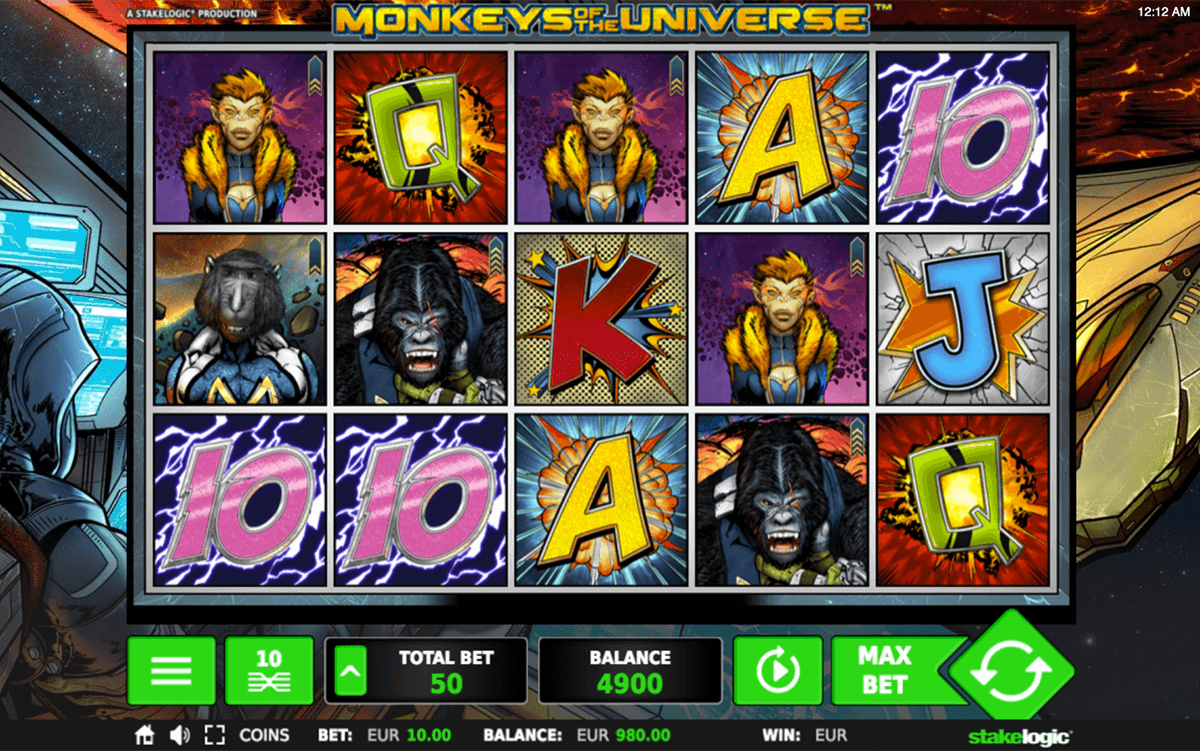 A STAKELOGIC® PRODUCTION
MONKEYS OF THE UNIVERSE™
12:12 AM
Q A 10
K J
10 10 A Q
10
TOTAL BET
50
BALANCE
4900
MAX
BET
COINS BET: EUR 10.00 BALANCE: EUR 980.00 WIN: EUR
stakelogic®